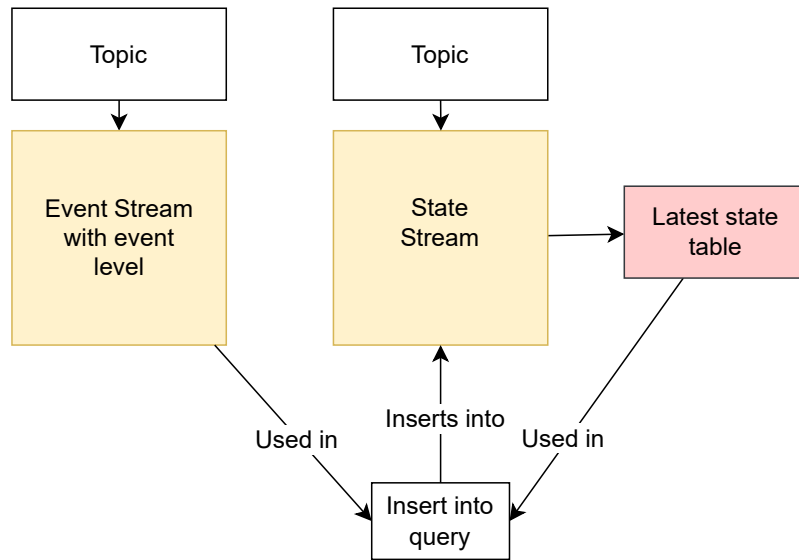 Topic
Topic
Event Stream
with event
level
State
Stream
Latest state
table
Used in
Inserts into
Used in
Insert into
query